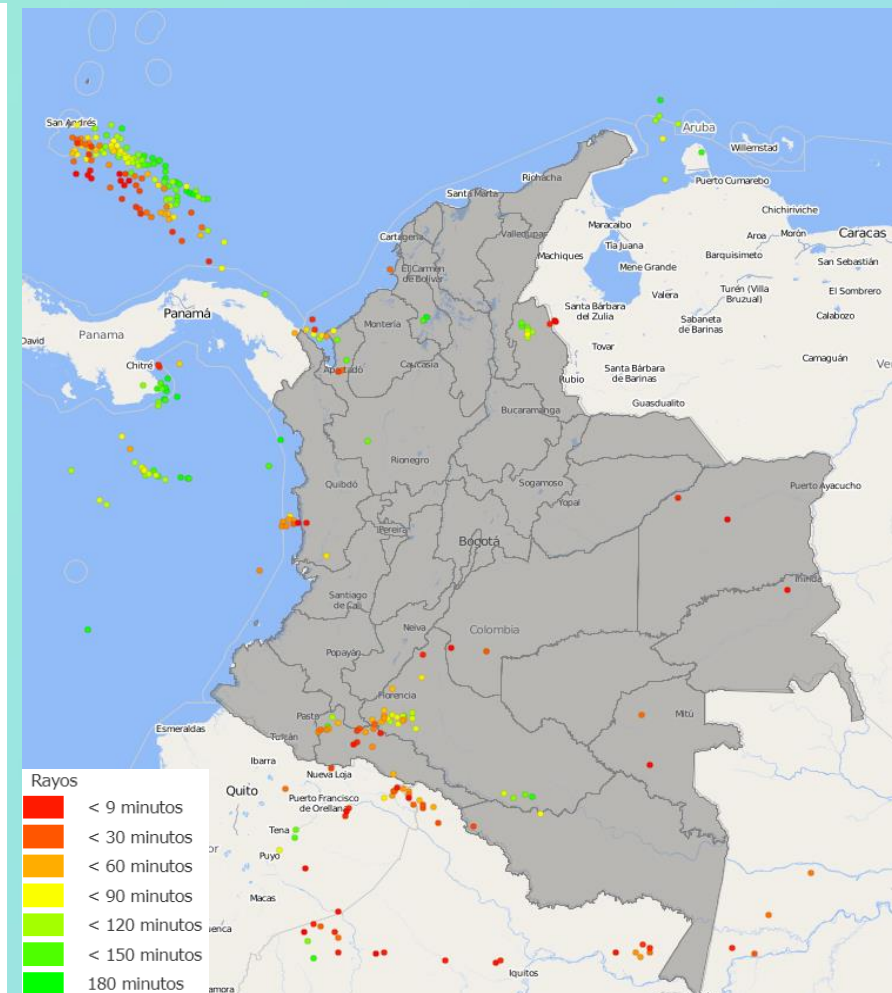 San Andrés
Aruba
Willemstad
Riohacha
Puerto Cumarebo
Santa Marta
Chichiriviche
Maracaibo
Cartagena
Valledupar
Tía Juana
Aroa
Morón
Caracas
Machiques
Barquisimeto
San Sebastián
El Carmen
de Bolívar
Mene Grande
Turén (Villa
Bruzual)
El Sombrero
Valera
Santa Bárbara
del Zulia
Panamá
Montería
Sabaneta
de Barinas
Calabozo
David
Panama
Tovar
Chitré
Caucasia
Camaguán
Apartadó
Santa Bárbara
de Barinas
Rubio
Guasdualito
Bucaramanga
Rionegro
Quibdó
Sogamoso
Puerto Ayacucho
Yopal
Pereira
Bogotá
Inírida
Santiago
de Cali
Neiva
Colombia
Popayán
Florencia
Pasto
Mitú
Esmeraldas
Tulcán
Ibarra
Nueva Loja
Rayos
Quito
Puerto Francisco
de Orellana
< 9 minutos
< 30 minutos
Tena
< 60 minutos
Puyo
< 90 minutos
Macas
< 120 minutos
< 150 minutos
Iquitos
180 minutos